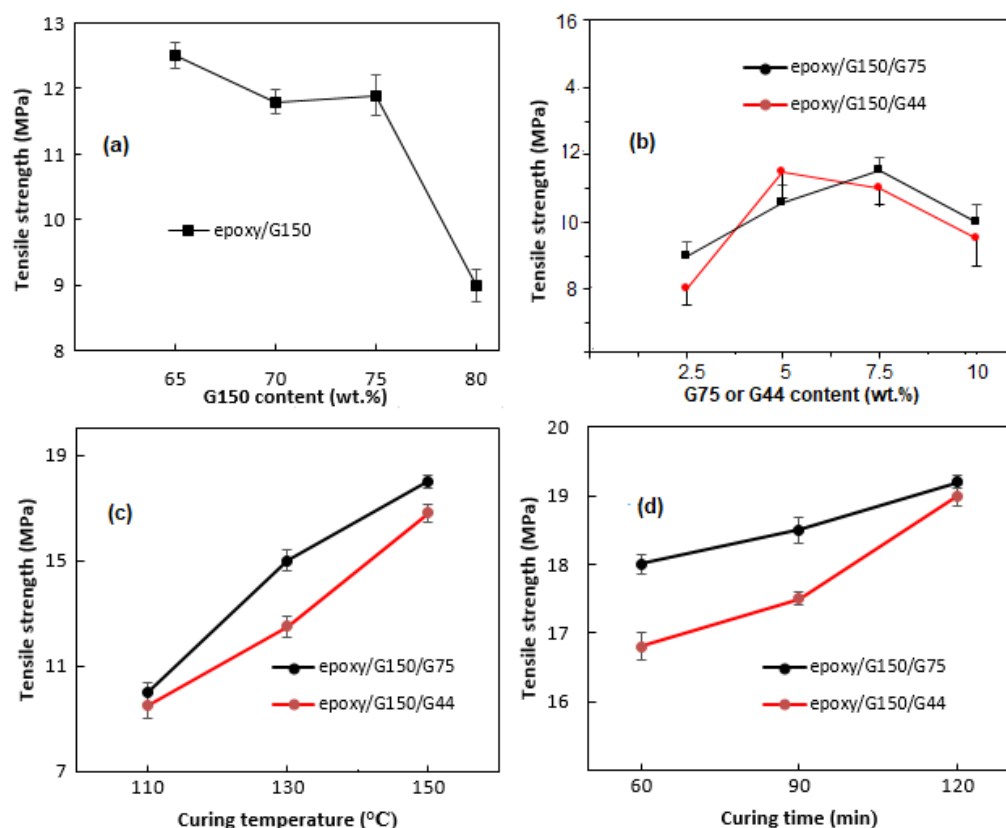 13
12
11
10
9
8
Tensile strength (MPa)
(a)
epoxy/G150
65 70 75 80
G150 content (wt.%)
16
4.
12
10
8
Tensile strength (MPa)
epoxy/G150/G75
epoxy/G150/G44
(b)
2.5 5 7.5 10
G75 or G44 content (wt.%)
19
15
11
7
Tensile strength (MPa)
(c)
epoxy/G150/G75
epoxy/G150/G44
110 130 150
Curing temperature (°C)
20
19
18
17
16
Tensile strength (MPa)
(d)
epoxy/G150/G75
epoxy/G150/G44
60 90 120
Curing time (min)